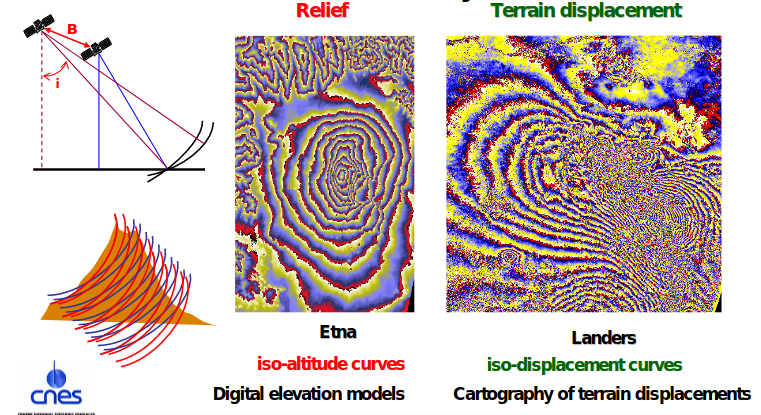 Relief
Terrain displacement
B
i
Etna
Landers
iso-altitude curves
iso-displacement curves
Digital elevation models
Cartography of terrain displacements
cnes